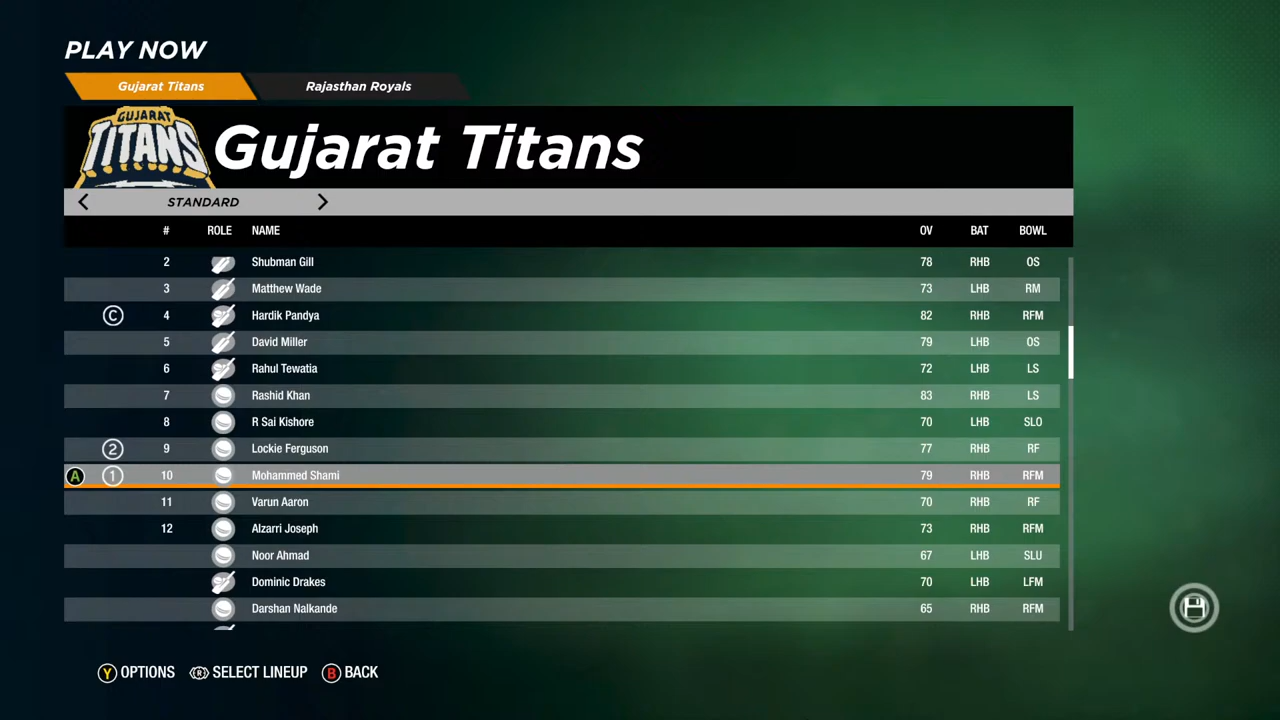 PLAY NOW
Gujarat Titans Rajasthan Royals
GUJARAT
TITANS
Gujarat Titans
STANDARD
# ROLE NAME OV BAT BOWL
2 Shubman Gill 78 RHB OS
3 Matthew Wade 73 LHB RM
C 4 Hardik Pandya 82 RHB RFM
5 David Miller 79 LHB OS
6 Rahul Tewatia 72 LHB LS
7 Rashid Khan 83 RHB LS
8 R Sai Kishore 70 LHB SLO
2 9 Lockie Ferguson 77 RHB RF
A 1 10 Mohammed Shami 79 RHB RFM
11 Varun Aaron 70 RHB RF
12 Alzarri Joseph 73 RHB RFM
Noor Ahmad 67 LHB SLU
Dominic Drakes 70 LHB LFM
Darshan Nalkande 65 RHB RFM
Y OPTIONS R SELECT LINEUP B BACK